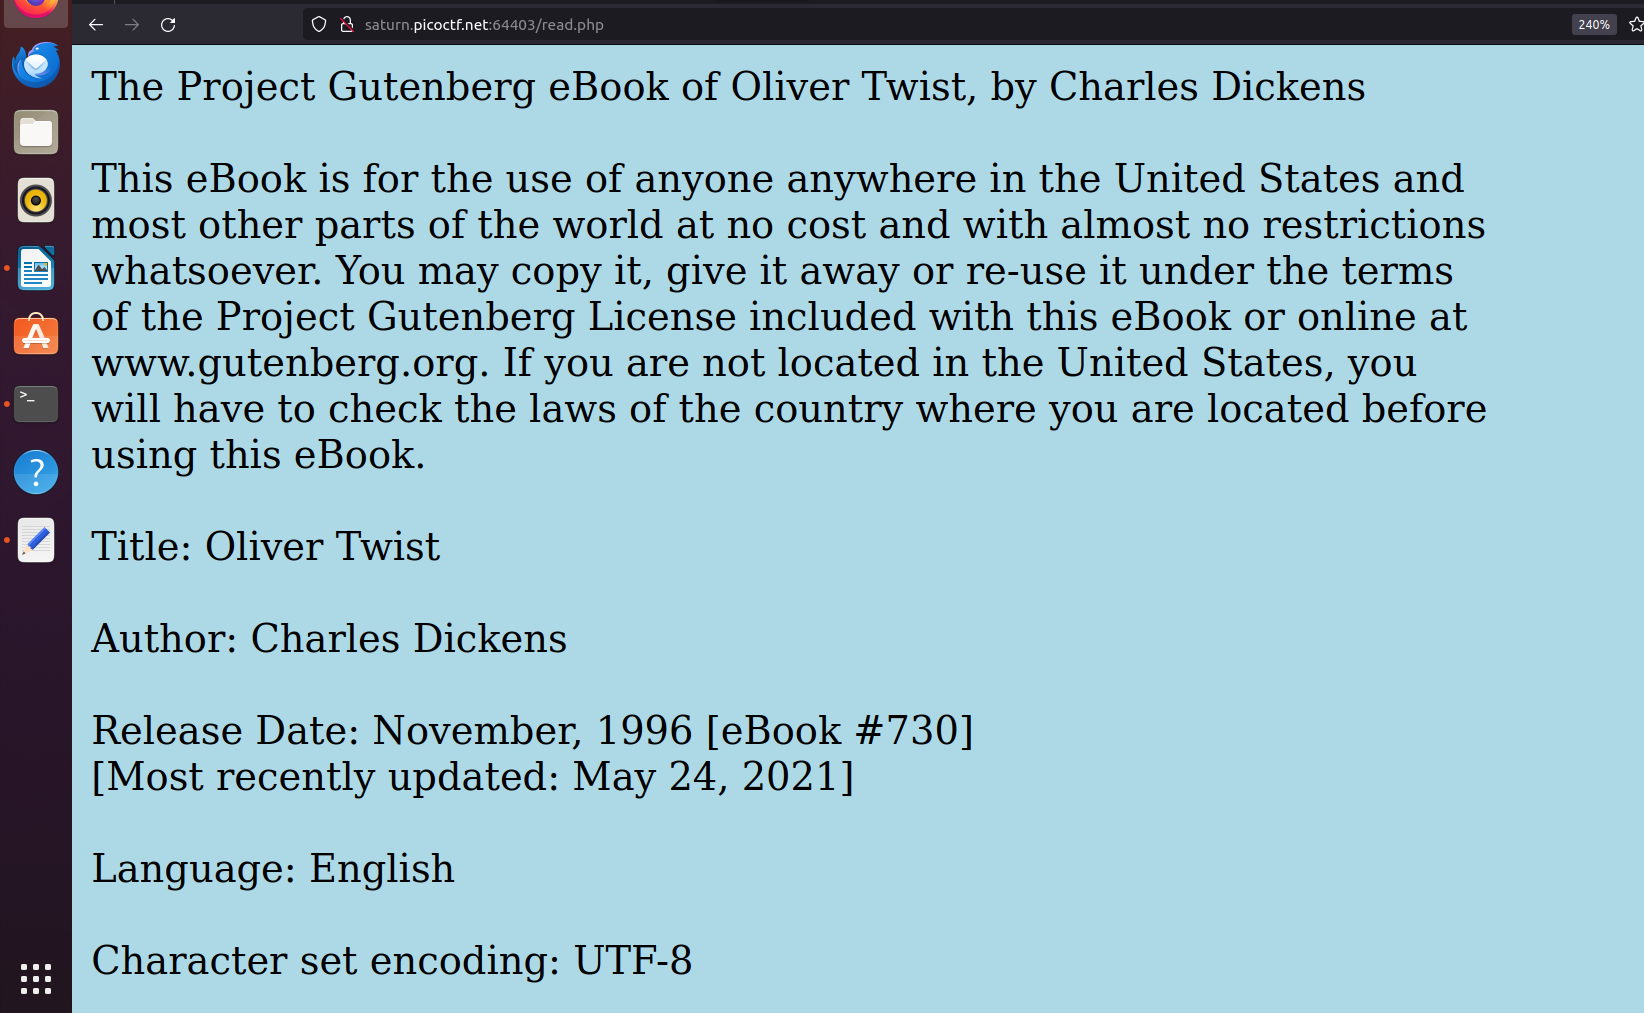 saturn.picoctf.net:64403/read.php
240%
The Project Gutenberg eBook of Oliver Twist, by Charles Dickens
This eBook is for the use of anyone anywhere in the United States and
most other parts of the world at no cost and with almost no restrictions
whatsoever. You may copy it, give it away or re-use it under the terms
of the Project Gutenberg License included with this eBook or online at
www.gutenberg.org. If you are not located in the United States, you
will have to check the laws of the country where you are located before
using this eBook.
Title: Oliver Twist
Author: Charles Dickens
Release Date: November, 1996 [eBook #730]
[Most recently updated: May 24, 2021]
Language: English
Character set encoding: UTF-8